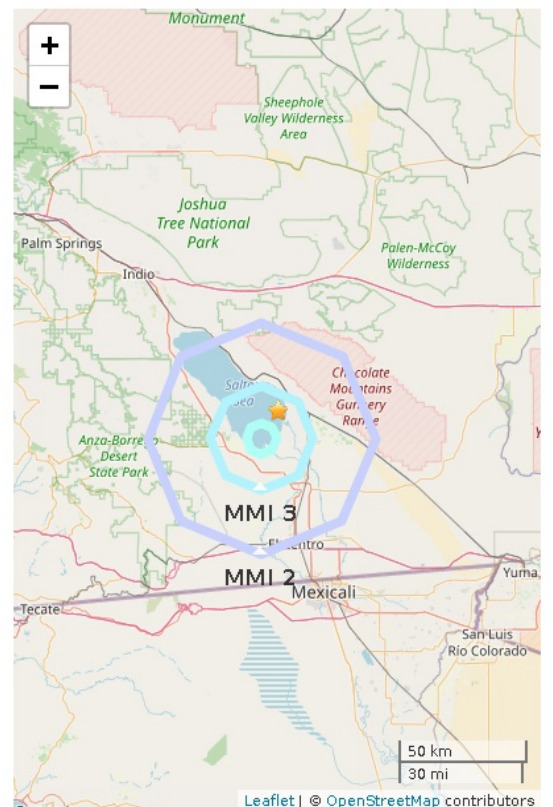 Monument
+
−
Sheephole
Valley Wilderness
Area
Joshua
Tree National
Park
Palm Springs
Palen-McCoy
Wilderness
Indio
Salton
Sea
Chocolate
Mountains
Gunnery
Range
Anza-Borrego
Desert
State Park
MMI 3
El Centro
MMI 2
Mexicali
Yuma
Tecate
San Luis
Río Colorado
50 km
30 mi
Leaflet | © OpenStreetMap contributors